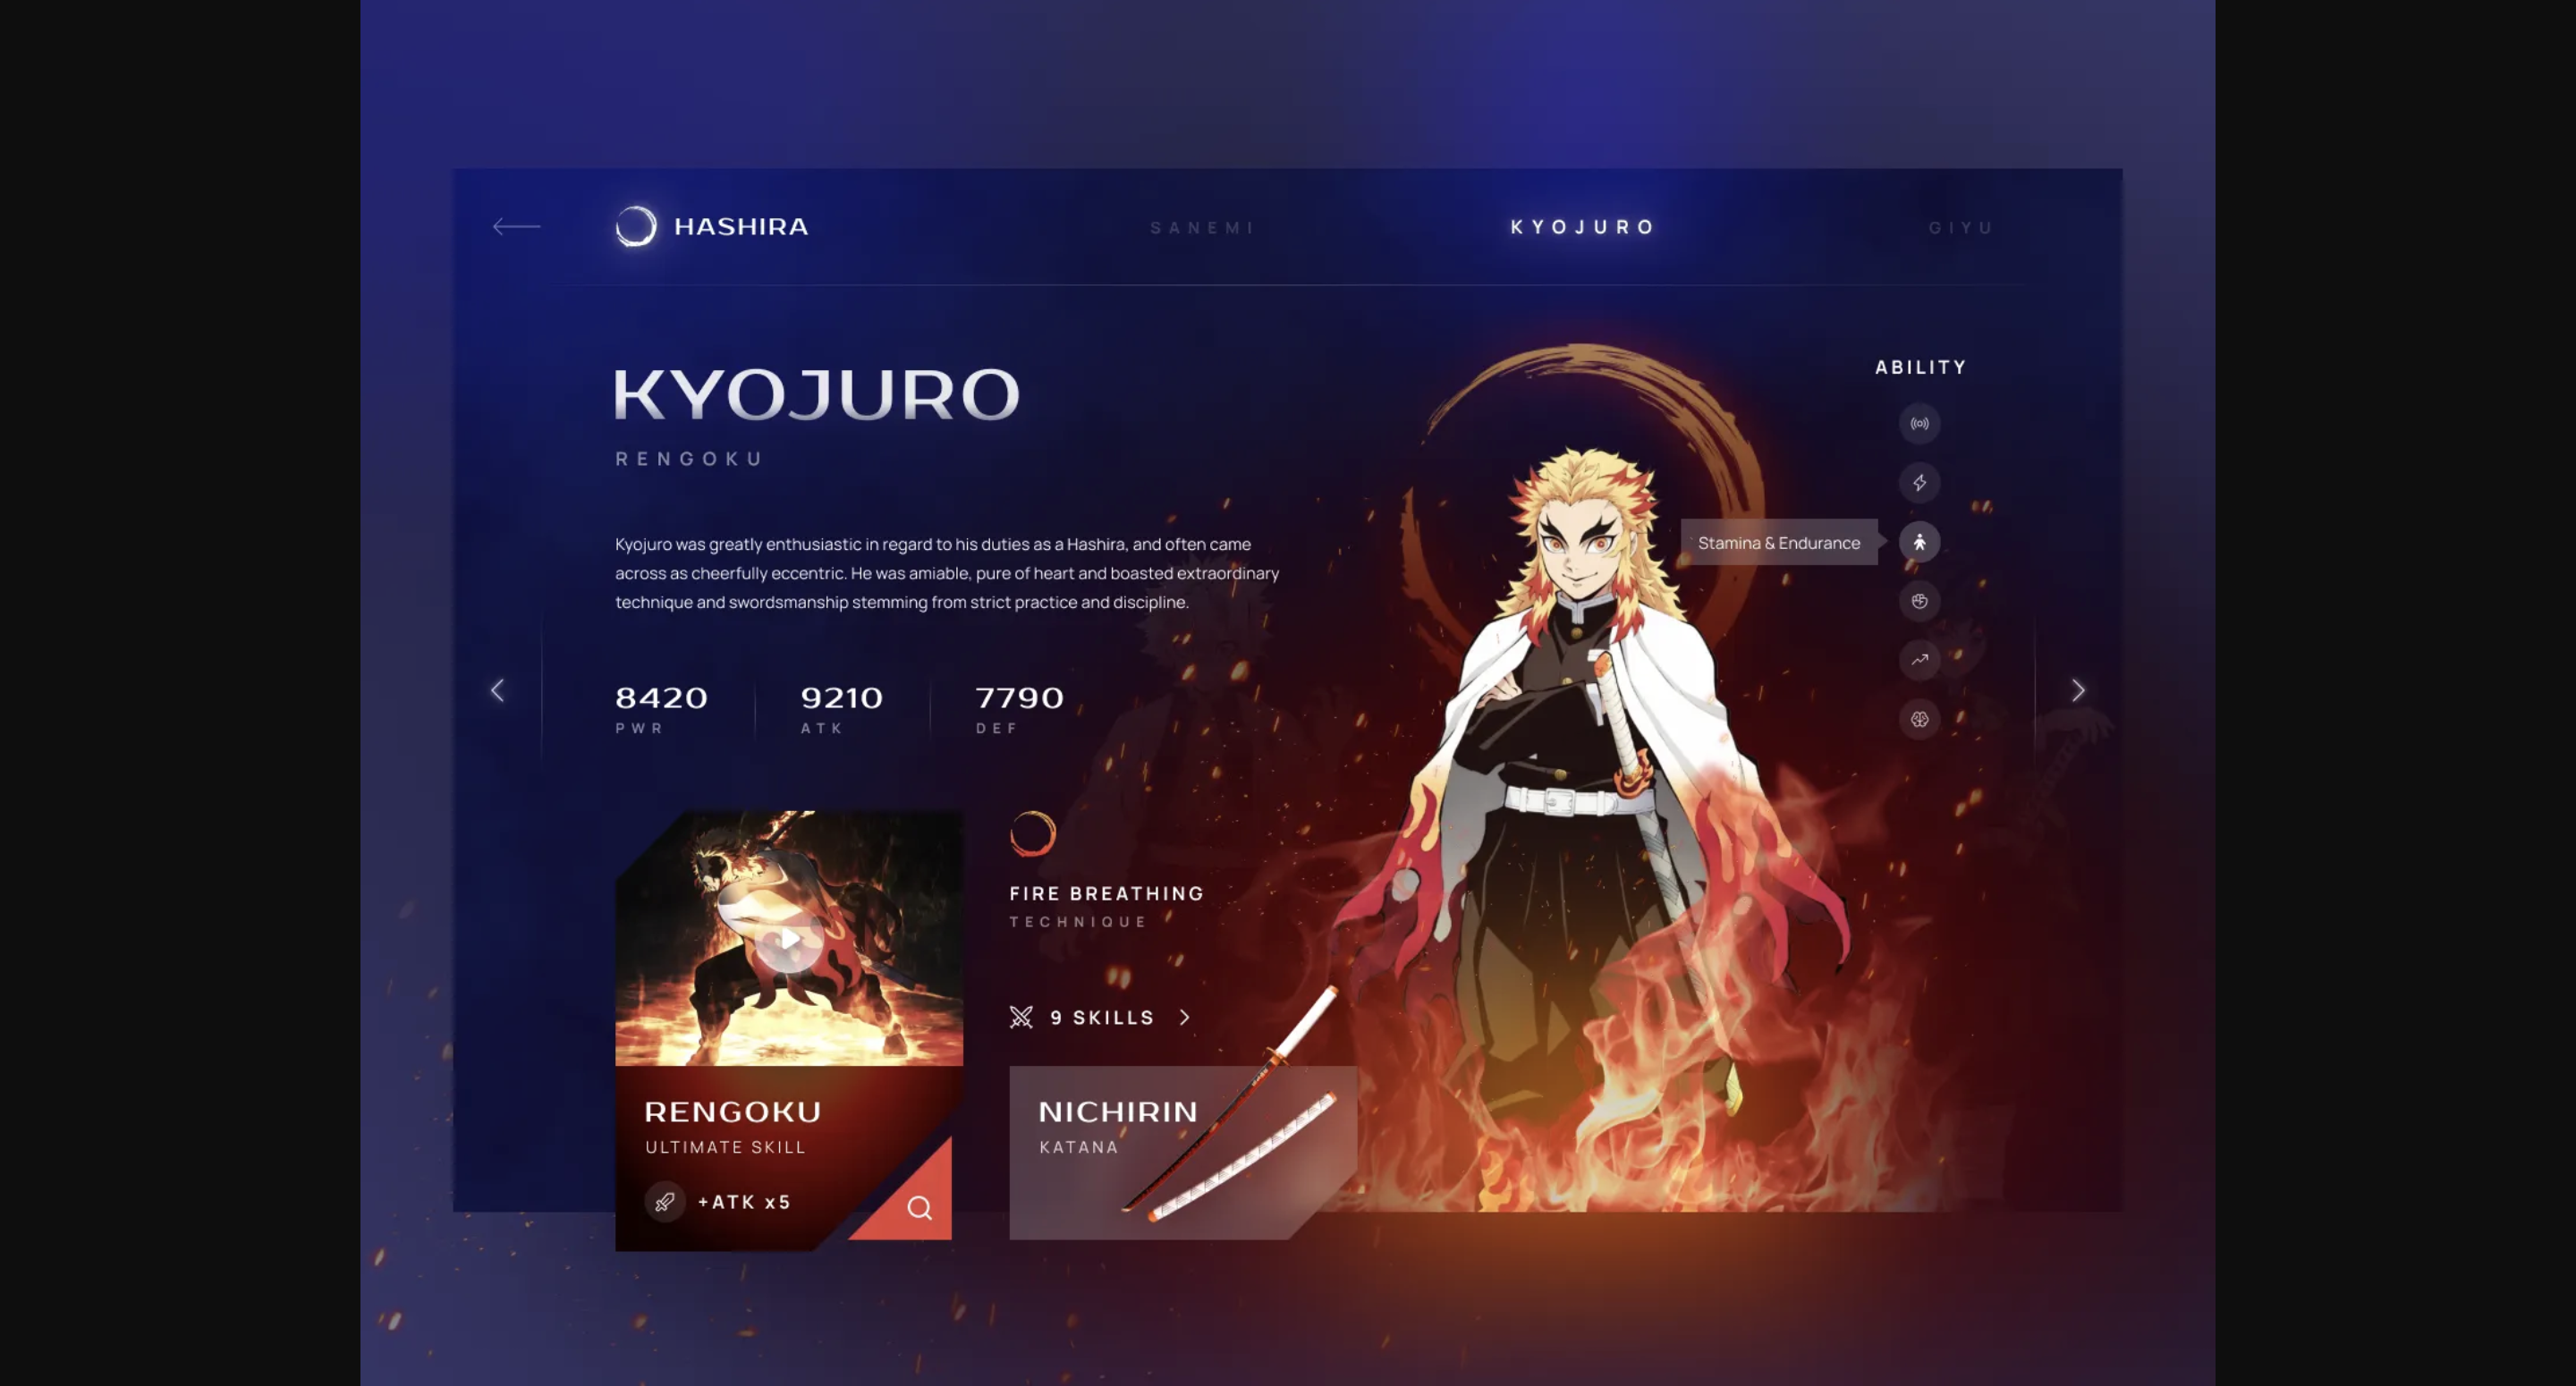 HASHIRA
SANEMI
KYOJURO
GIYU
KYOJURO
RENGOKU
Kyojuro was greatly enthusiastic in regard to his duties as a Hashira, and often came
across as cheerfully eccentric. He was amiable, pure of heart and boasted extraordinary
technique and swordsmanship stemming from strict practice and discipline.
8420
PWR
9210
ATK
7790
DEF
ABILITY
Stamina & Endurance
FIRE BREATHING
TECHNIQUE
9 SKILLS
RENGOKU
ULTIMATE SKILL
+ATK x5
NICHIRIN
KATANA